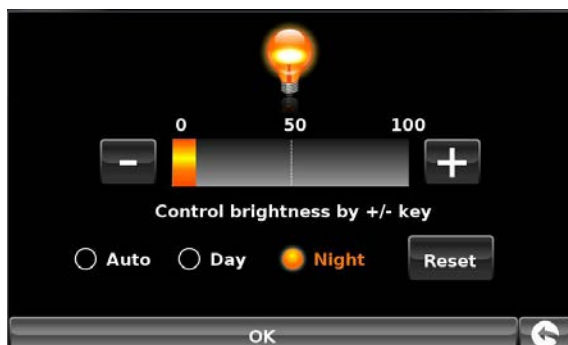 0 50 100
- +
Control brightness by +/- key
Auto Day Night Reset
OK